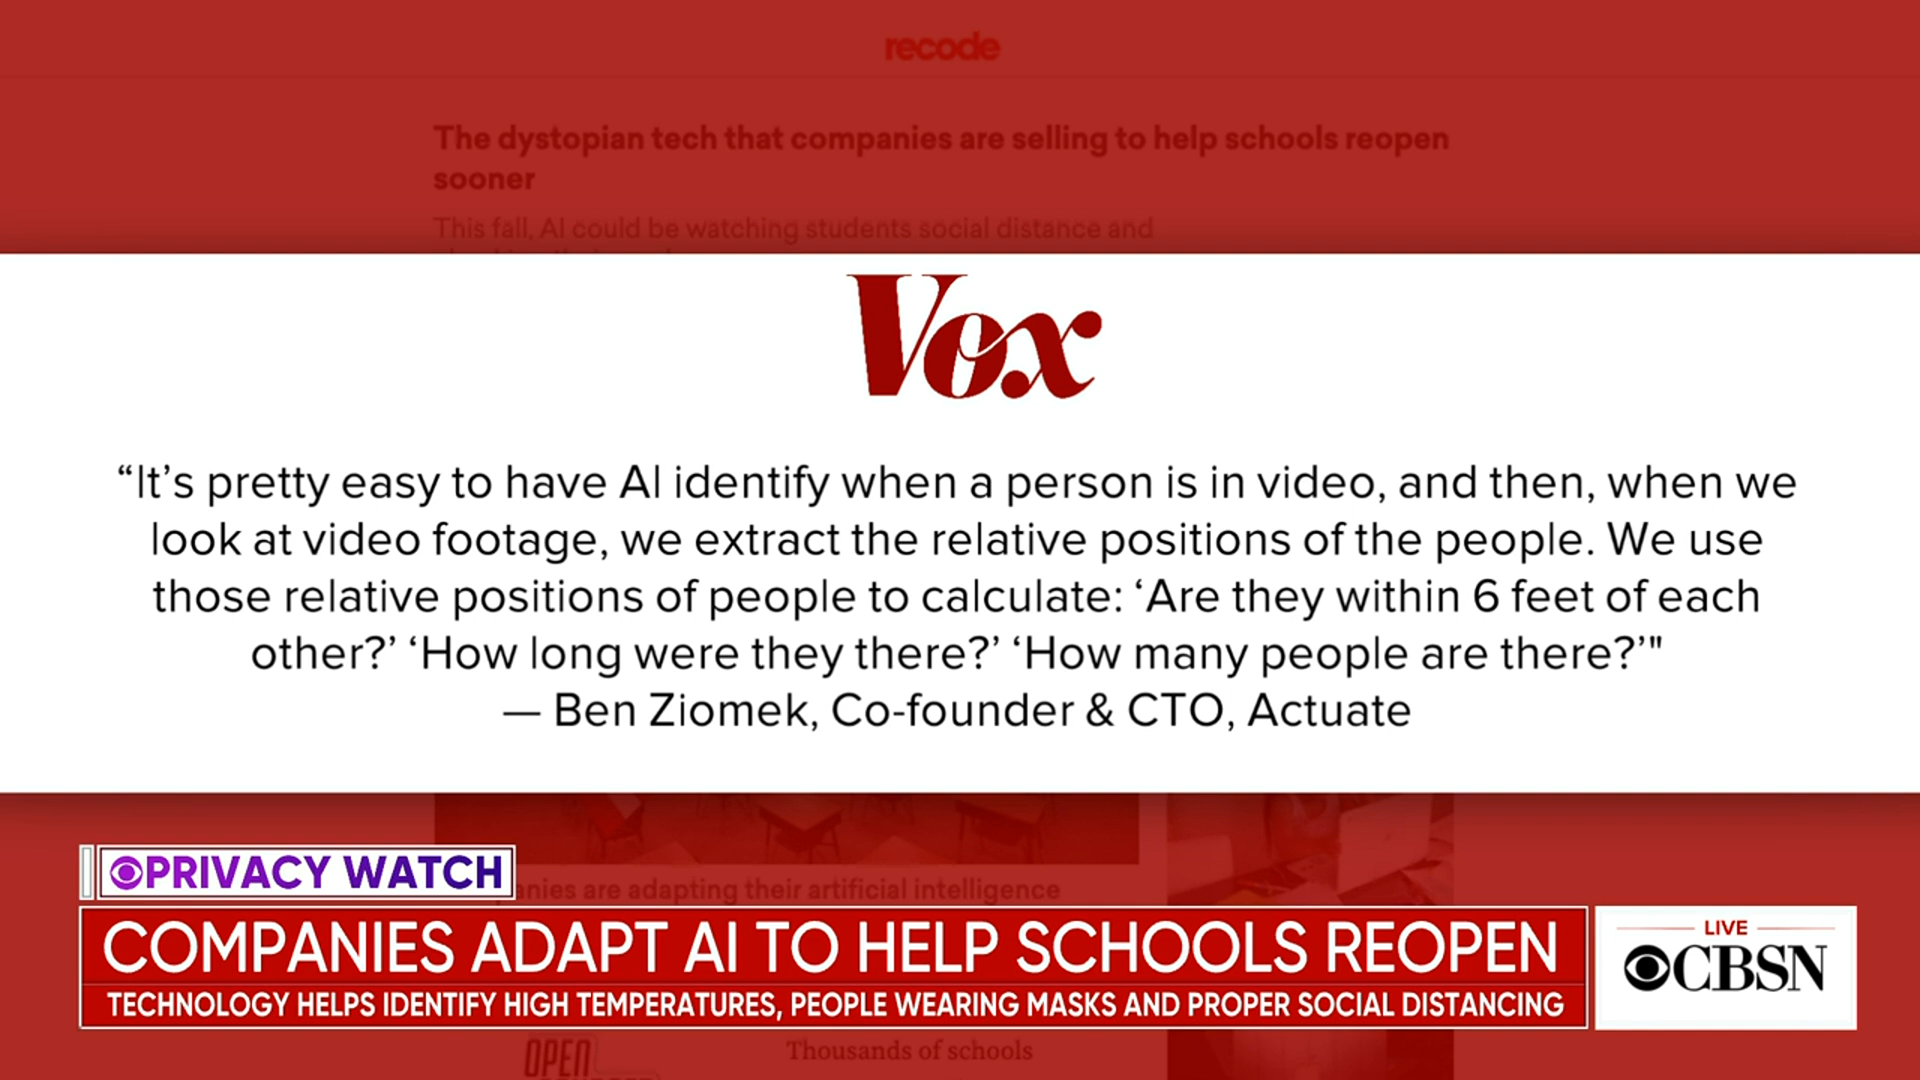 recode
The dystopian tech that companies are selling to help schools reopen
sooner
This fall, AI could be watching students social distance and
Vox
“It’s pretty easy to have AI identify when a person is in video, and then, when we
look at video footage, we extract the relative positions of the people. We use
those relative positions of people to calculate: ‘Are they within 6 feet of each
other?’ ‘How long were they there?’ ‘How many people are there?’"
— Ben Ziomek, Co-founder & CTO, Actuate
PRIVACY WATCH
are adapting their artificial intelligence
COMPANIES ADAPT AI TO HELP SCHOOLS REOPEN
TECHNOLOGY HELPS IDENTIFY HIGH TEMPERATURES, PEOPLE WEARING MASKS AND PROPER SOCIAL DISTANCING
LIVE
CBSN
OPEN
Thousands of schools